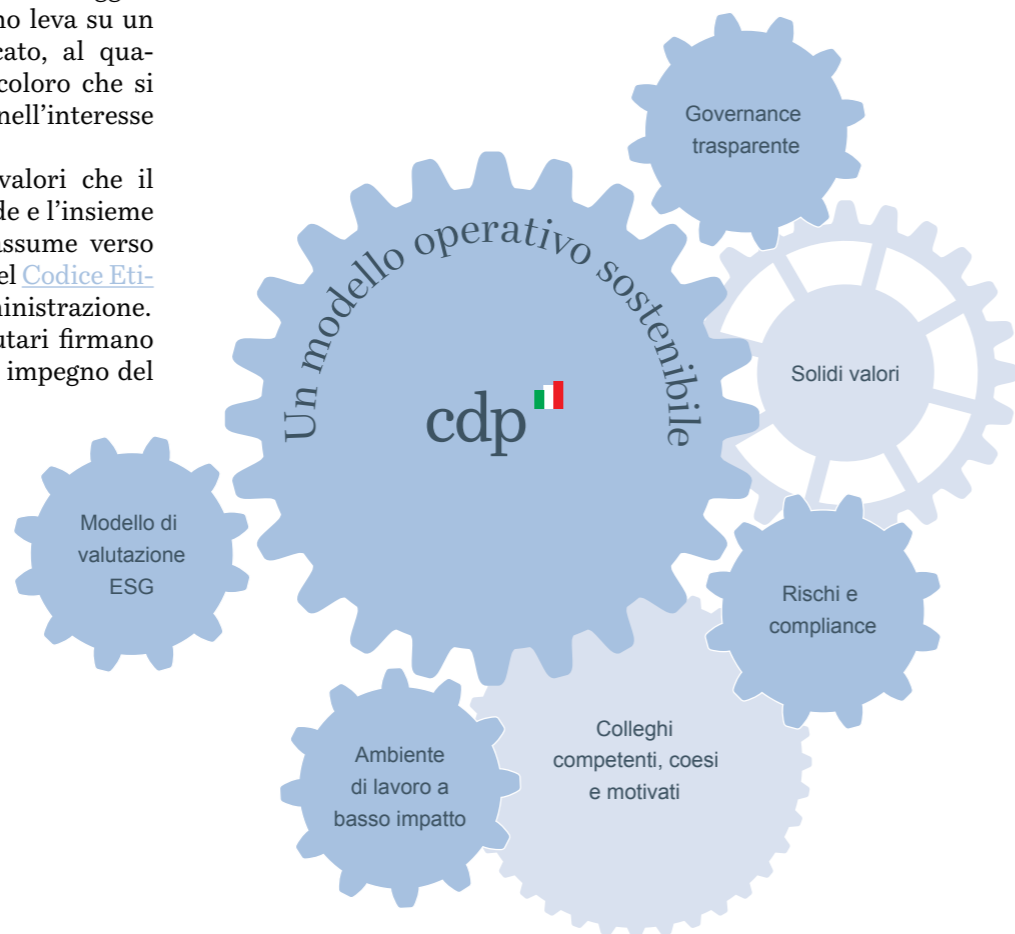 no leva su un
cato, al qua-
coloro che si
nell'interesse
valori che il
de e l'insieme
assume verso
el Codice Eti-
ministrazione.
utari firmano
impegno del
Governance
trasparente
Un modello operativo sostenibile
cdp
Solidi valori
Modello di
valutazione
ESG
Rischi e
compliance
Colleghi
competenti, coesi
e motivati
Ambiente
di lavoro a
basso impatto